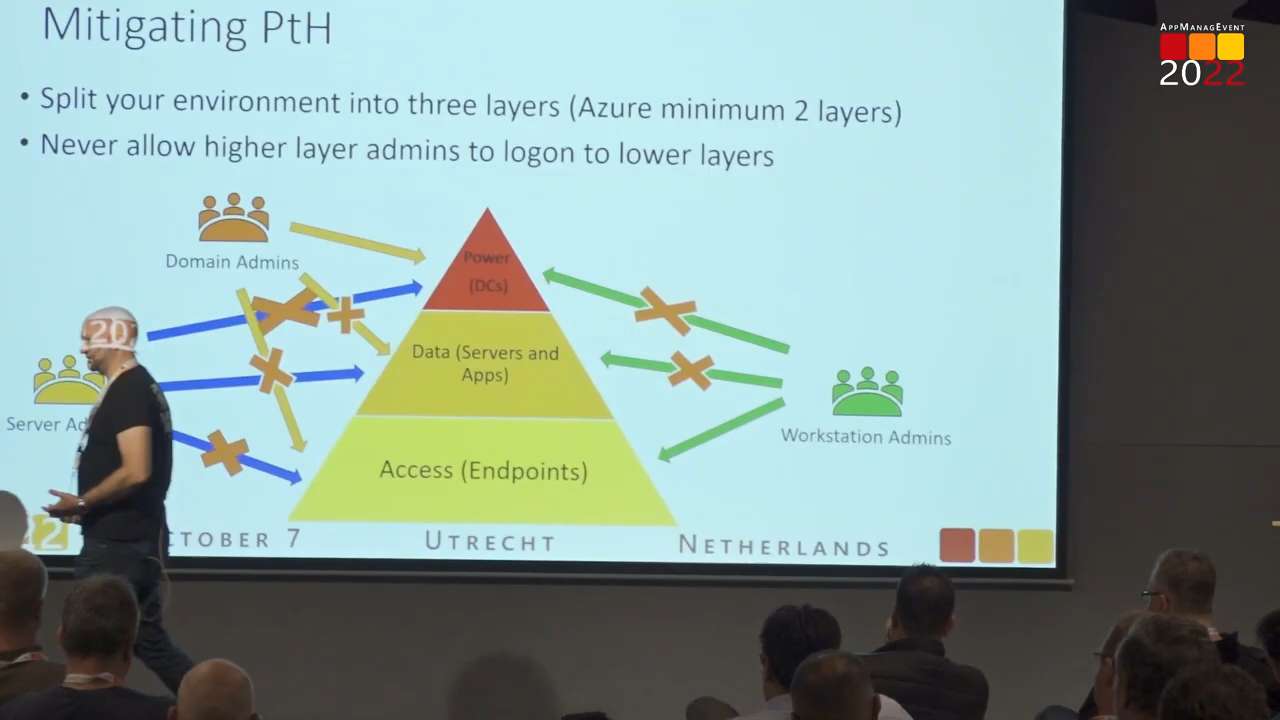 Mitigating PtH
APPMANAGEVENT
2022
• Split your environment into three layers (Azure minimum 2 layers)
• Never allow higher layer admins to logon to lower layers
Domain Admins
Power
(DCs)
20
Data (Servers and
Apps)
Server
Workstation Admins
Access (Endpoints)
7
UTRECHT
NETHERLANDS